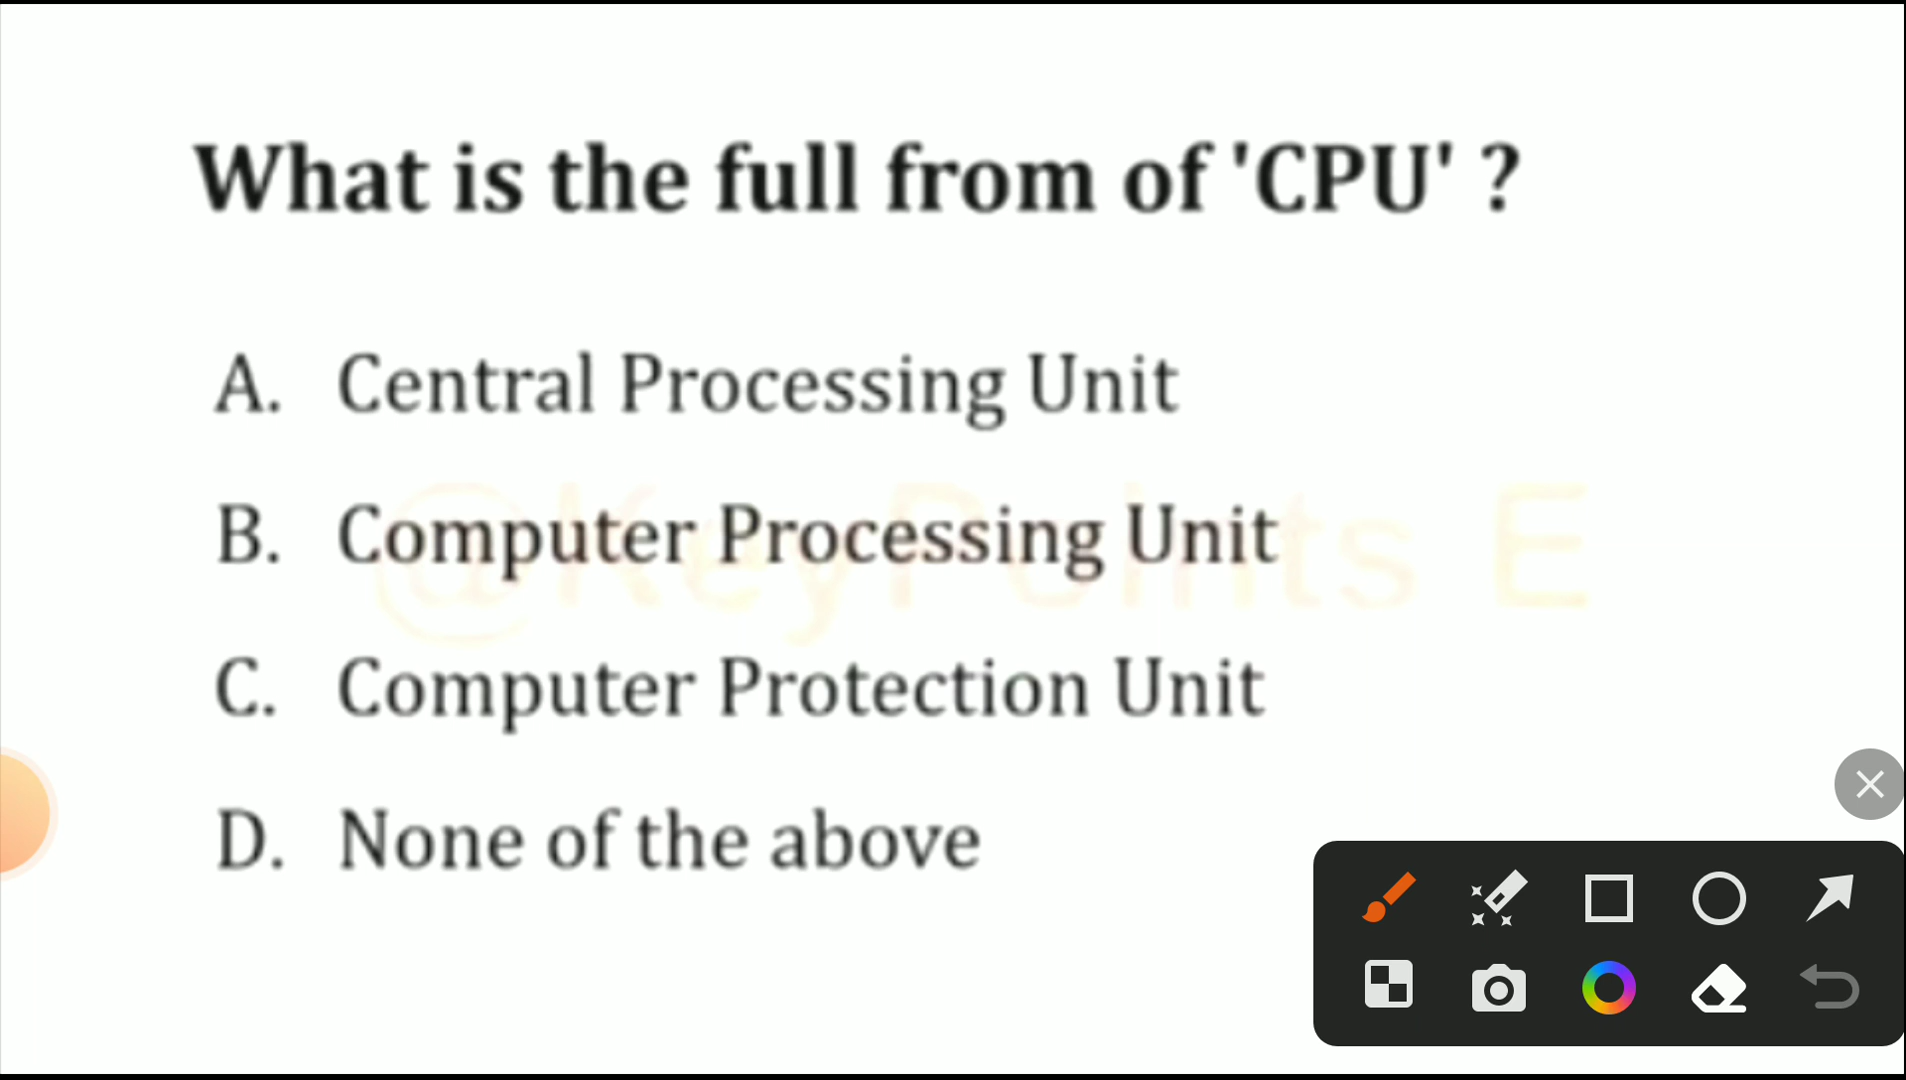 What is the full from of 'CPU' ?
A. Central Processing Unit
B. Computer Processing Unit
@KeyPoints E
C. Computer Protection Unit
D. None of the above